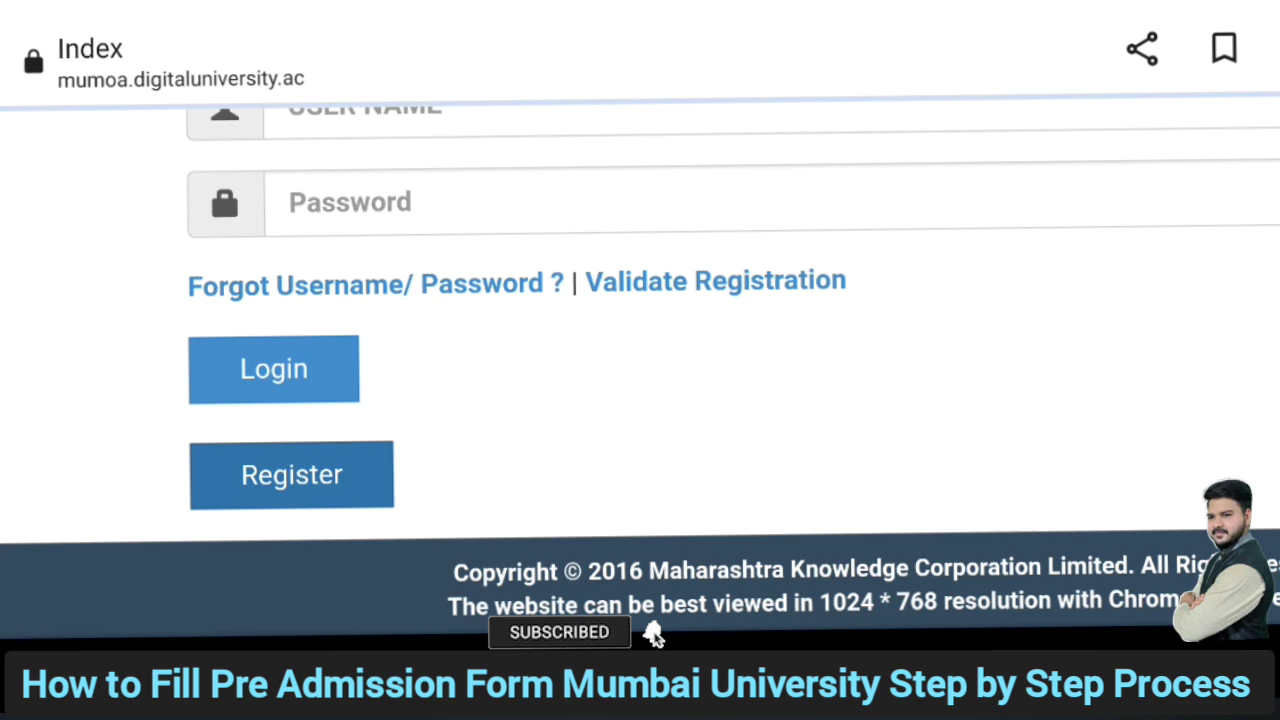 Index
mumoa.digitaluniversity.ac
USER NAME
Password
Forgot Username/ Password ? | Validate Registration
Login
Register
Copyright © 2016 Maharashtra Knowledge Corporation Limited. All
The website can be best viewed in 1024 * 768 resolution with
SUBSCRIBED
How to Fill Pre Admission Form Mumbai University Step by Step Process